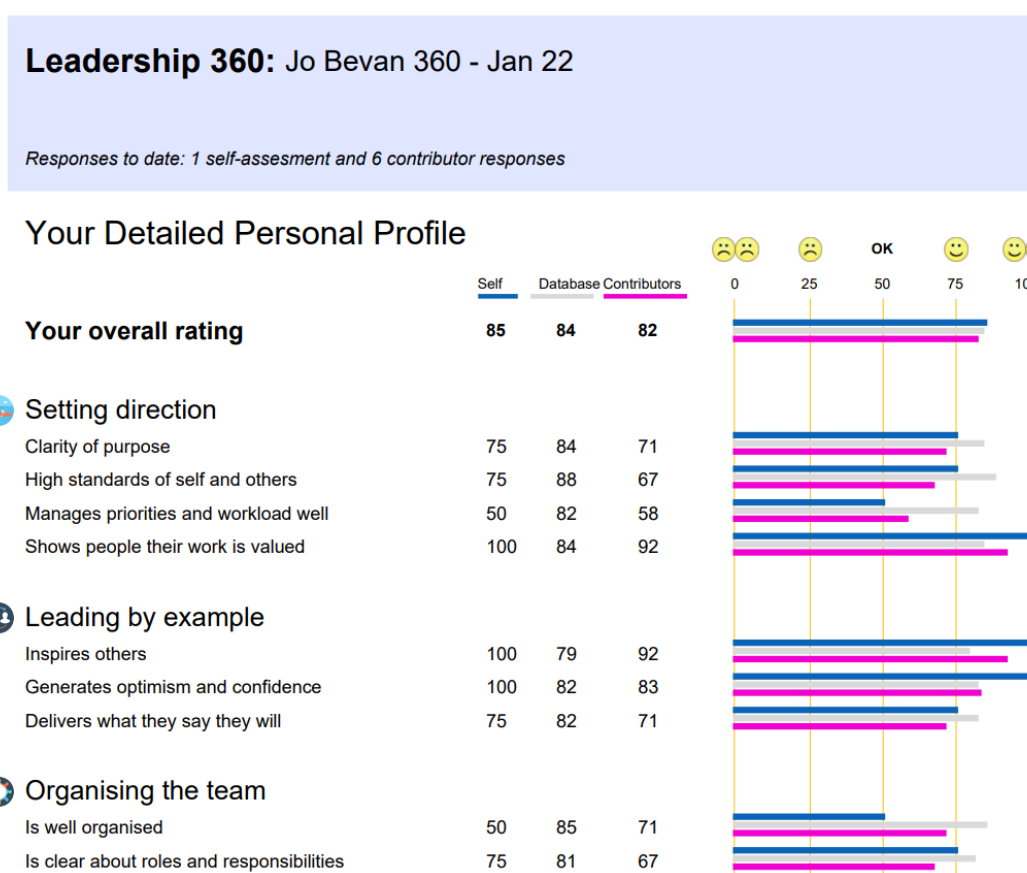 Leadership 360: Jo Bevan 360 - Jan 22
Responses to date: 1 self-assesment and 6 contributor responses
Your Detailed Personal Profile
OK
Self Database Contributors 0 25 50 75 10
Your overall rating 85 84 82
Setting direction
Clarity of purpose 75 84 71
High standards of self and others 75 88 67
Manages priorities and workload well 50 82 58
Shows people their work is valued 100 84 92
Leading by example
Inspires others 100 79 92
Generates optimism and confidence 100 82 83
Delivers what they say they will 75 82 71
Organising the team
Is well organised 50 85 71
Is clear about roles and responsibilities 75 81 67